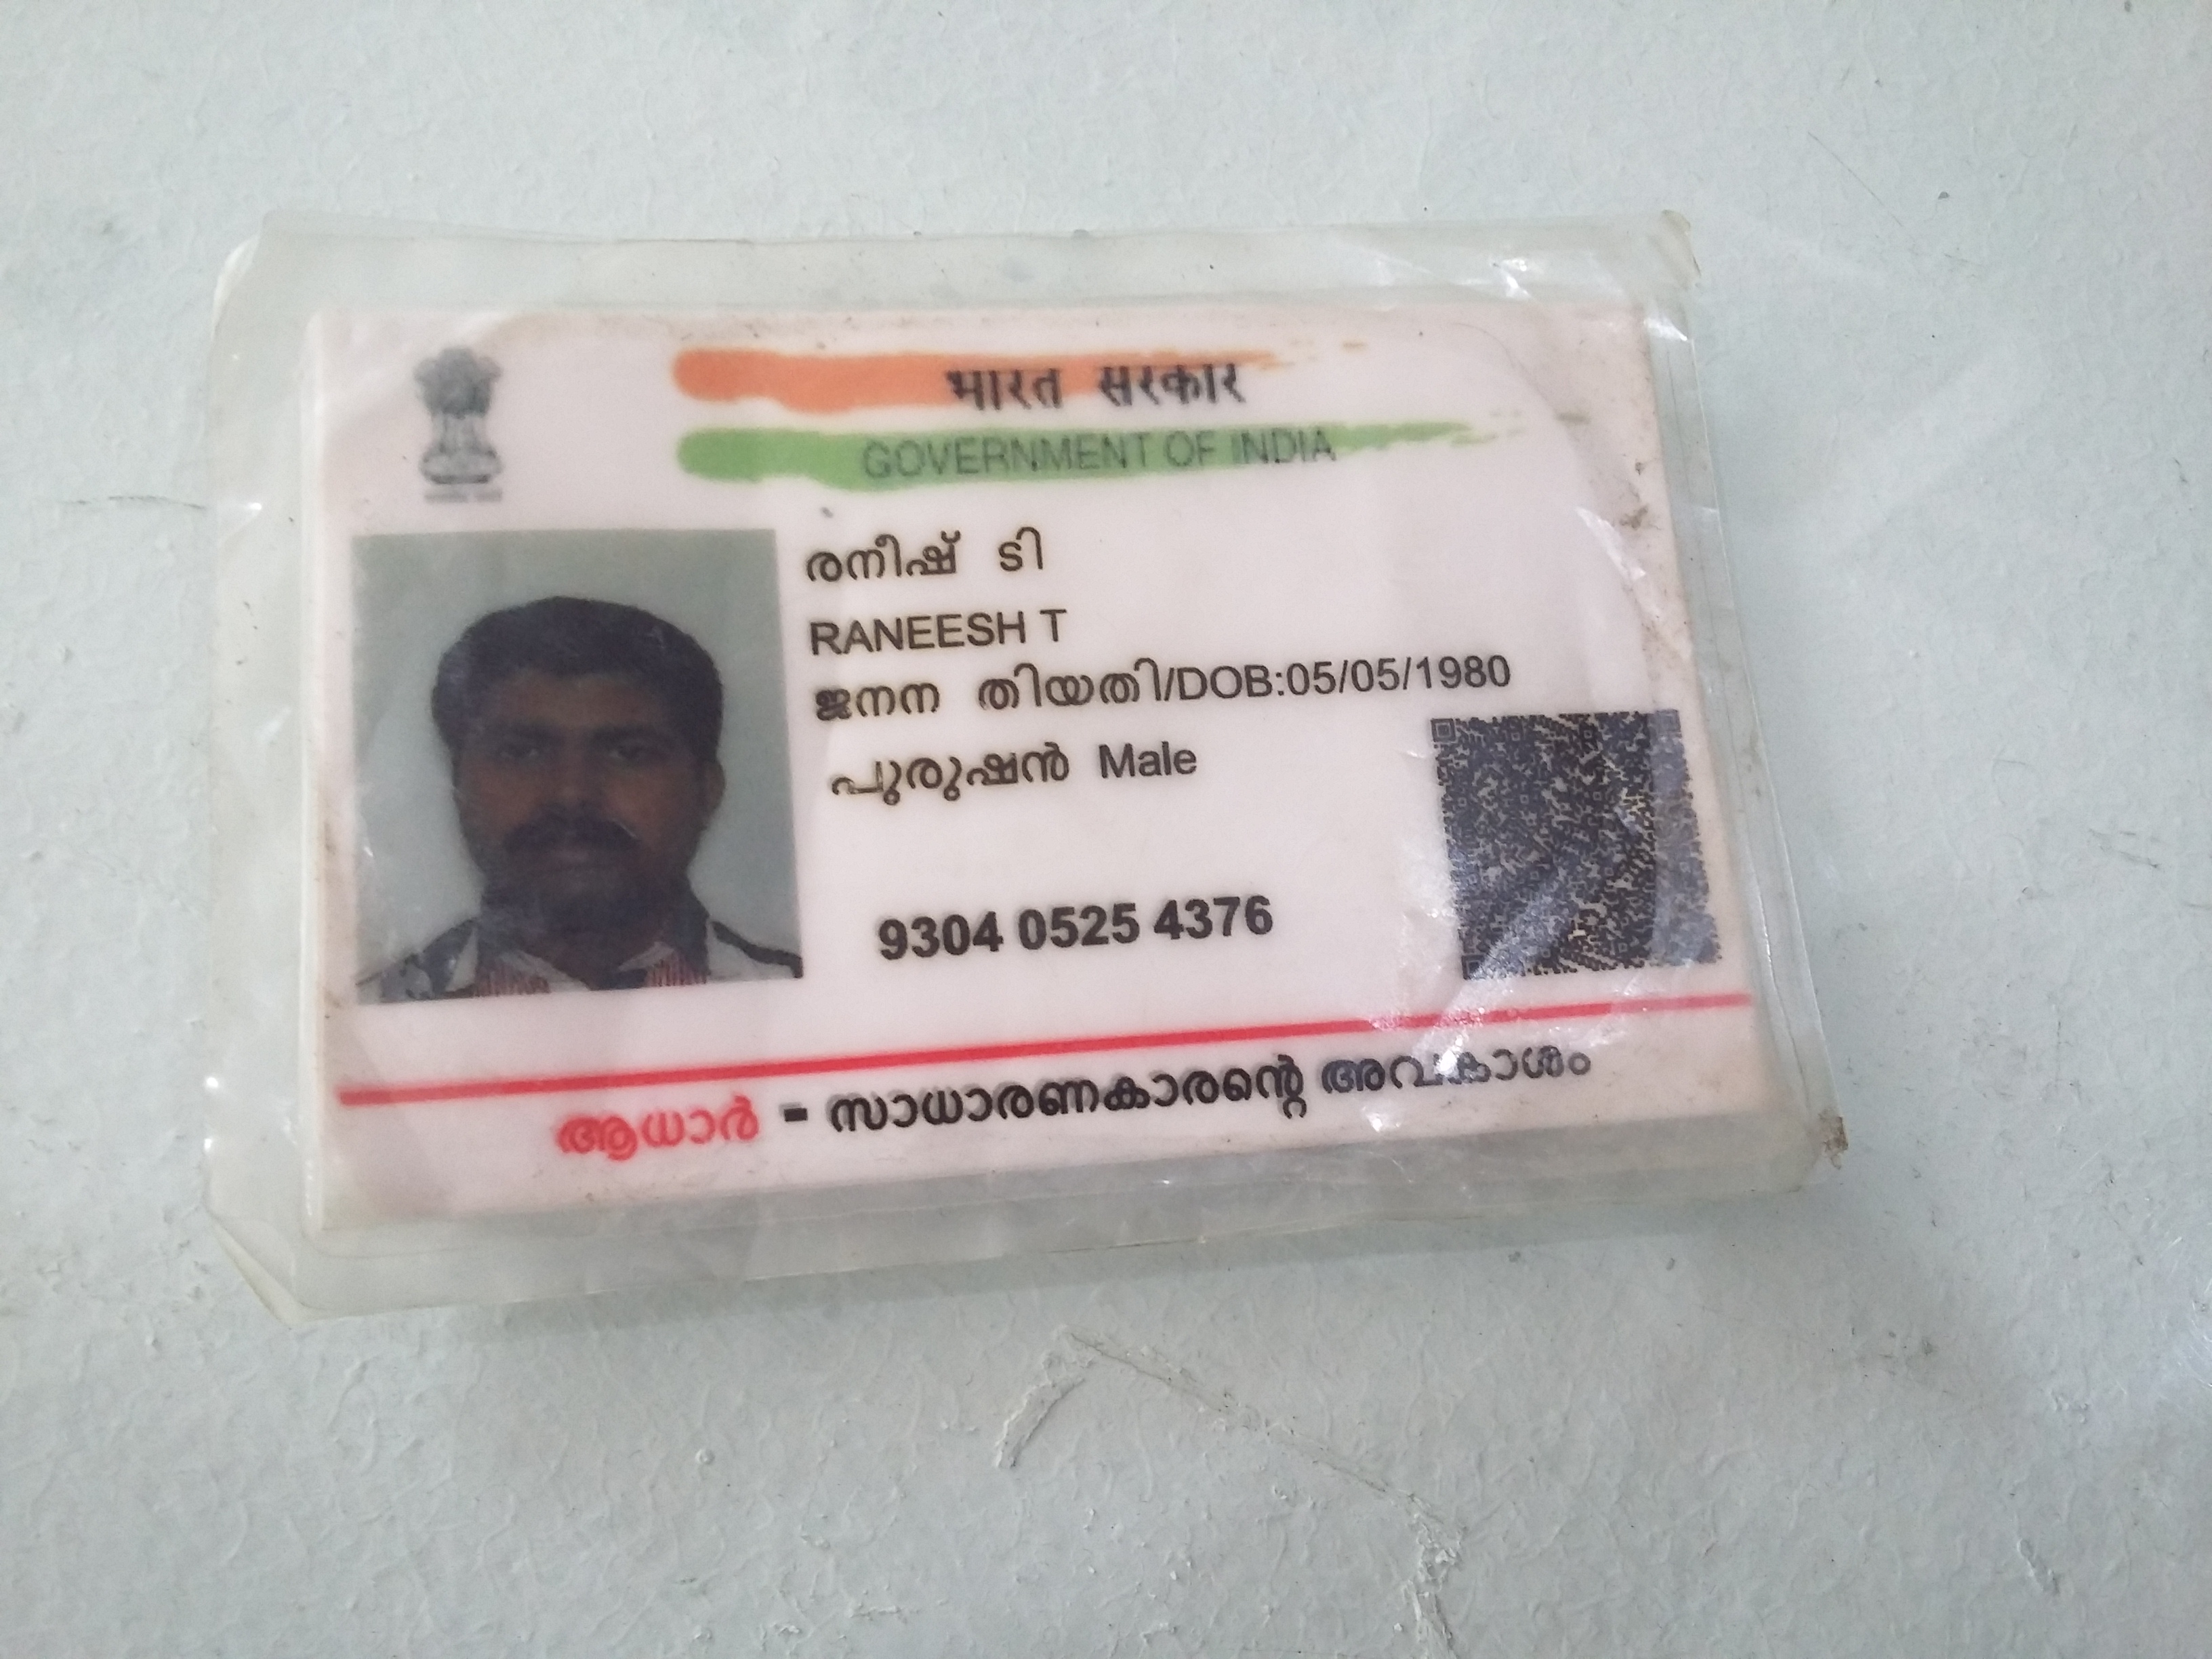 भारत सरकार
GOVERNMENT OF INDIA
രനീഷ് ടി
RANEESH T
ജനന തിയതി/DOB:05/05/1980
പുരുഷൻ Male
9304 0525 4376
ആധാർ - സാധാരണകാരന്റെ അവകാശം